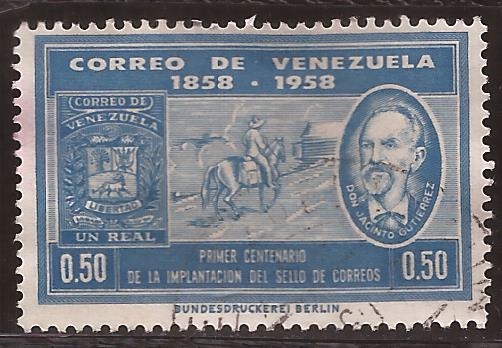 CORREO DE VENEZUELA
1858 · 1958
CORREO DE
VENEZUELA
LIBERTAD
UN REAL
DON JACINTO GUTIERREZ
PRIMER CENTENARIO
0.50 DE LA IMPLANTACION DEL SELLO DE CORREOS 0.50
BUNDESDRUCKEREI BERLIN